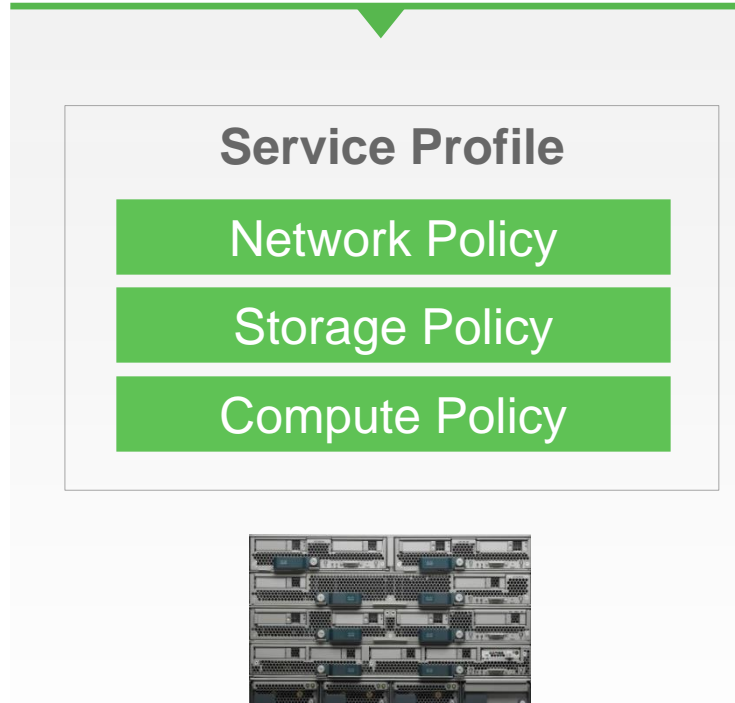 Service Profile
Network Policy
Storage Policy
Compute Policy